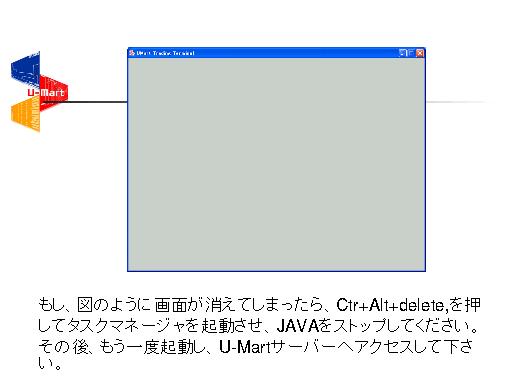 UMart Trading Terminal
U-Mart
もし、図のように画面が消えてしまったら、Ctr+Alt+delete,を押
してタスクマネージャを起動させ、JAVAをストップしてください。
その後、もう一度起動し、U-Martサーバーへアクセスして下さ
い。